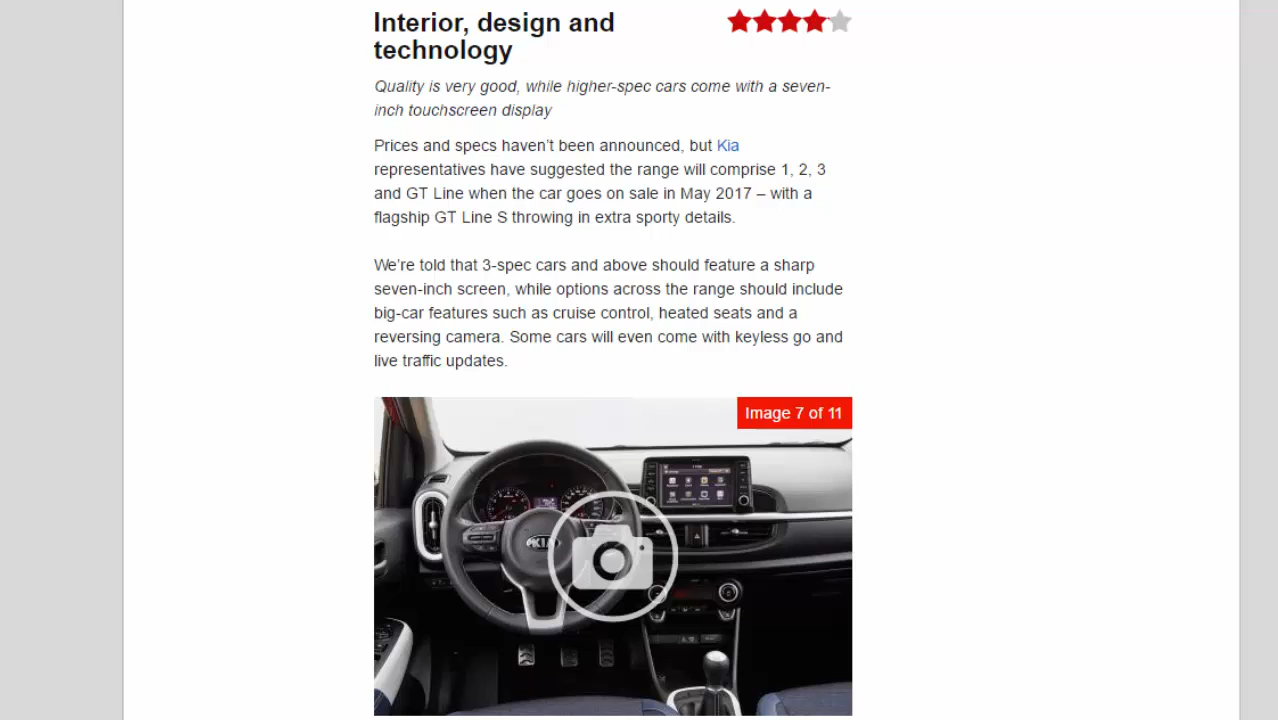 Interior, design and
technology
Quality is very good, while higher-spec cars come with a seven-
inch touchscreen display
Prices and specs haven’t been announced, but Kia
representatives have suggested the range will comprise 1, 2, 3
and GT Line when the car goes on sale in May 2017 – with a
flagship GT Line S throwing in extra sporty details.
We’re told that 3-spec cars and above should feature a sharp
seven-inch screen, while options across the range should include
big-car features such as cruise control, heated seats and a
reversing camera. Some cars will even come with keyless go and
live traffic updates.
Image 7 of 11
KIA